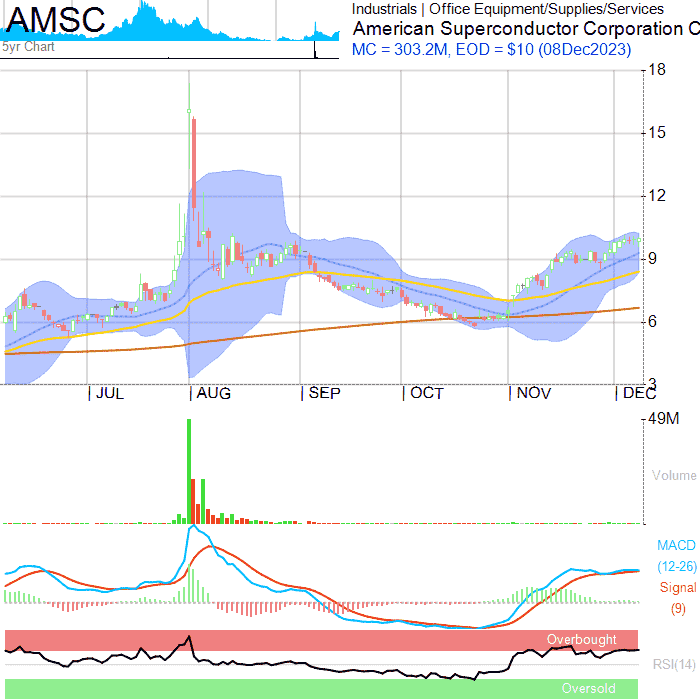 AMSC
5yr Chart
Industrials | Office Equipment/Supplies/Services
American Superconductor Corporation C
MC = 303.2M, EOD = $10 (08Dec2023)
18
15
12
9
6
3
JUL AUG SEP OCT NOV DEC
49M
Volume
MACD
(12-26)
Signal
(9)
Overbought
RSI(14)
Oversold